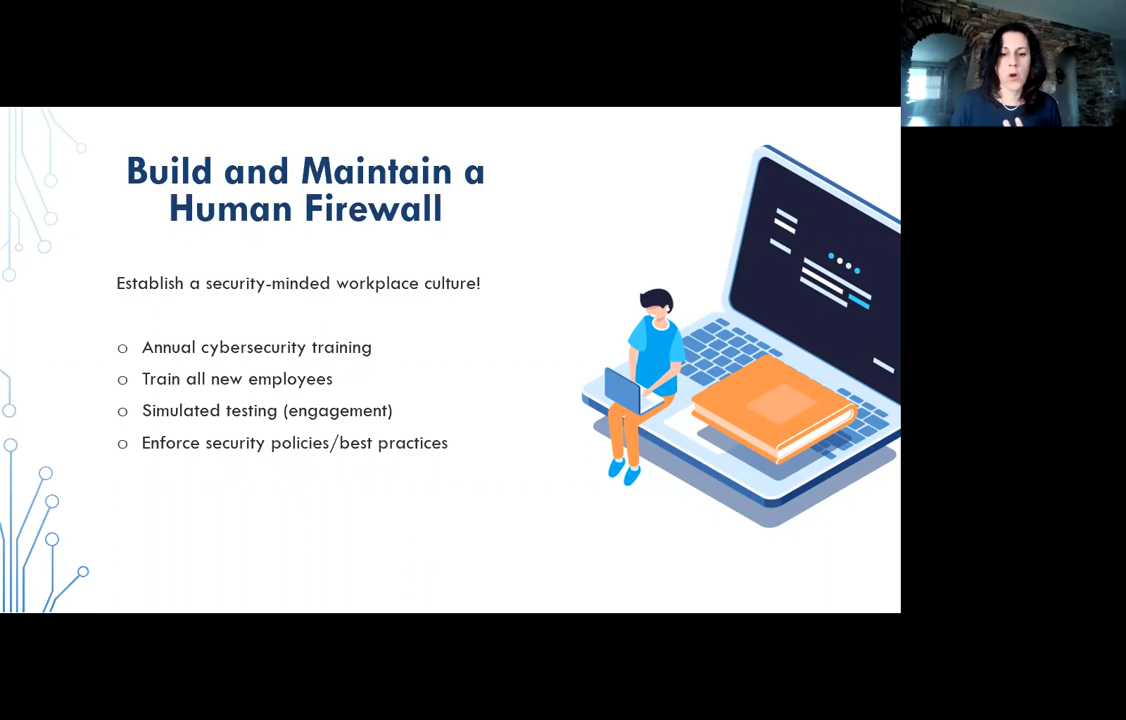 Build and Maintain a
Human Firewall
Establish a security-minded workplace culture!
o Annual cybersecurity training
o Train all new employees
o Simulated testing (engagement)
o Enforce security policies/best practices